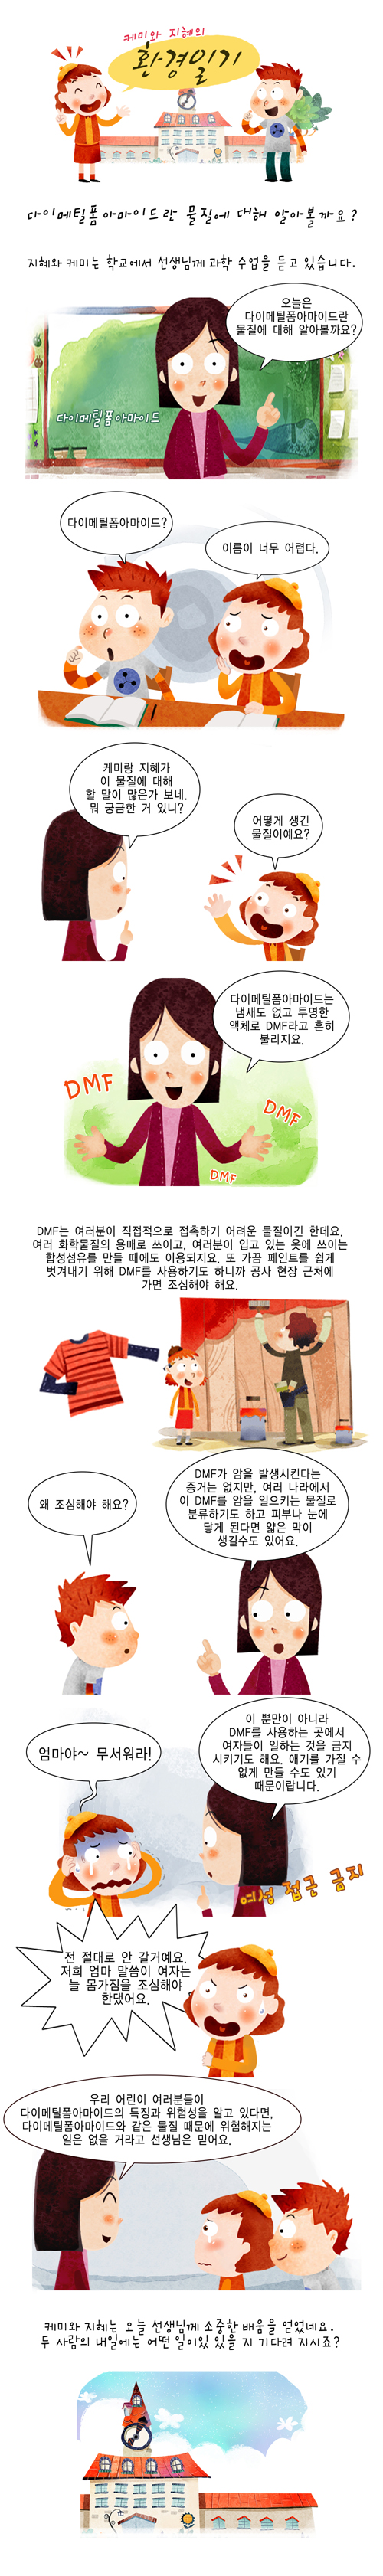 케미와 지혜의
환경일기
다이메틸폼아마이드란 물질에 대해 알아볼까요?
지혜와 케미는 학교에서 선생님께 과학 수업을 듣고 있습니다.
오늘은
다이메틸폼아마이드란
물질에 대해 알아볼까요?
다이메틸폼아마이드
다이메틸폼아마이드?
이름이 너무 어렵다.
케미랑 지혜가
이 물질에 대해
할 말이 많은가 보네.
뭐 궁금한 거 있니?
어떻게 생긴
물질이예요?
다이메틸폼아마이드는
냄새도 없고 투명한
액체로 DMF라고 흔히
불리지요.
DMF
DMF
DMF
DMF는 여러분이 직접적으로 접촉하기 어려운 물질이긴 한데요.
여러 화학물질의 용매로 쓰이고, 여러분이 입고 있는 옷에 쓰이는
합성섬유를 만들 때에도 이용되지요. 또 가끔 페인트를 쉽게
벗겨내기 위해 DMF를 사용하기도 하니까 공사 현장 근처에
가면 조심해야 해요.
왜 조심해야 해요?
DMF가 암을 발생시킨다는
증거는 없지만, 여러 나라에서
이 DMF를 암을 일으키는 물질로
분류하기도 하고 피부나 눈에
닿게 된다면 얇은 막이
생길수도 있어요.
이 뿐만이 아니라
DMF를 사용하는 곳에서
여자들이 일하는 것을 금지
시키기도 해요. 애기를 가질 수
없게 만들 수도 있기
때문이랍니다.
엄마야~ 무서워라!
여성 접근 금지
전 절대로 안 갈거예요.
저희 엄마 말씀이 여자는
늘 몸가짐을 조심해야
한댔어요.
우리 어린이 여러분들이
다이메틸폼아마이드의 특징과 위험성을 알고 있다면,
다이메틸폼아마이드와 같은 물질 때문에 위험해지는
일은 없을 거라고 선생님은 믿어요.
케미와 지혜는 오늘 선생님께 소중한 배움을 얻었네요.
두 사람의 내일에는 어떤 일이있 있을 지 기다려 지시죠?